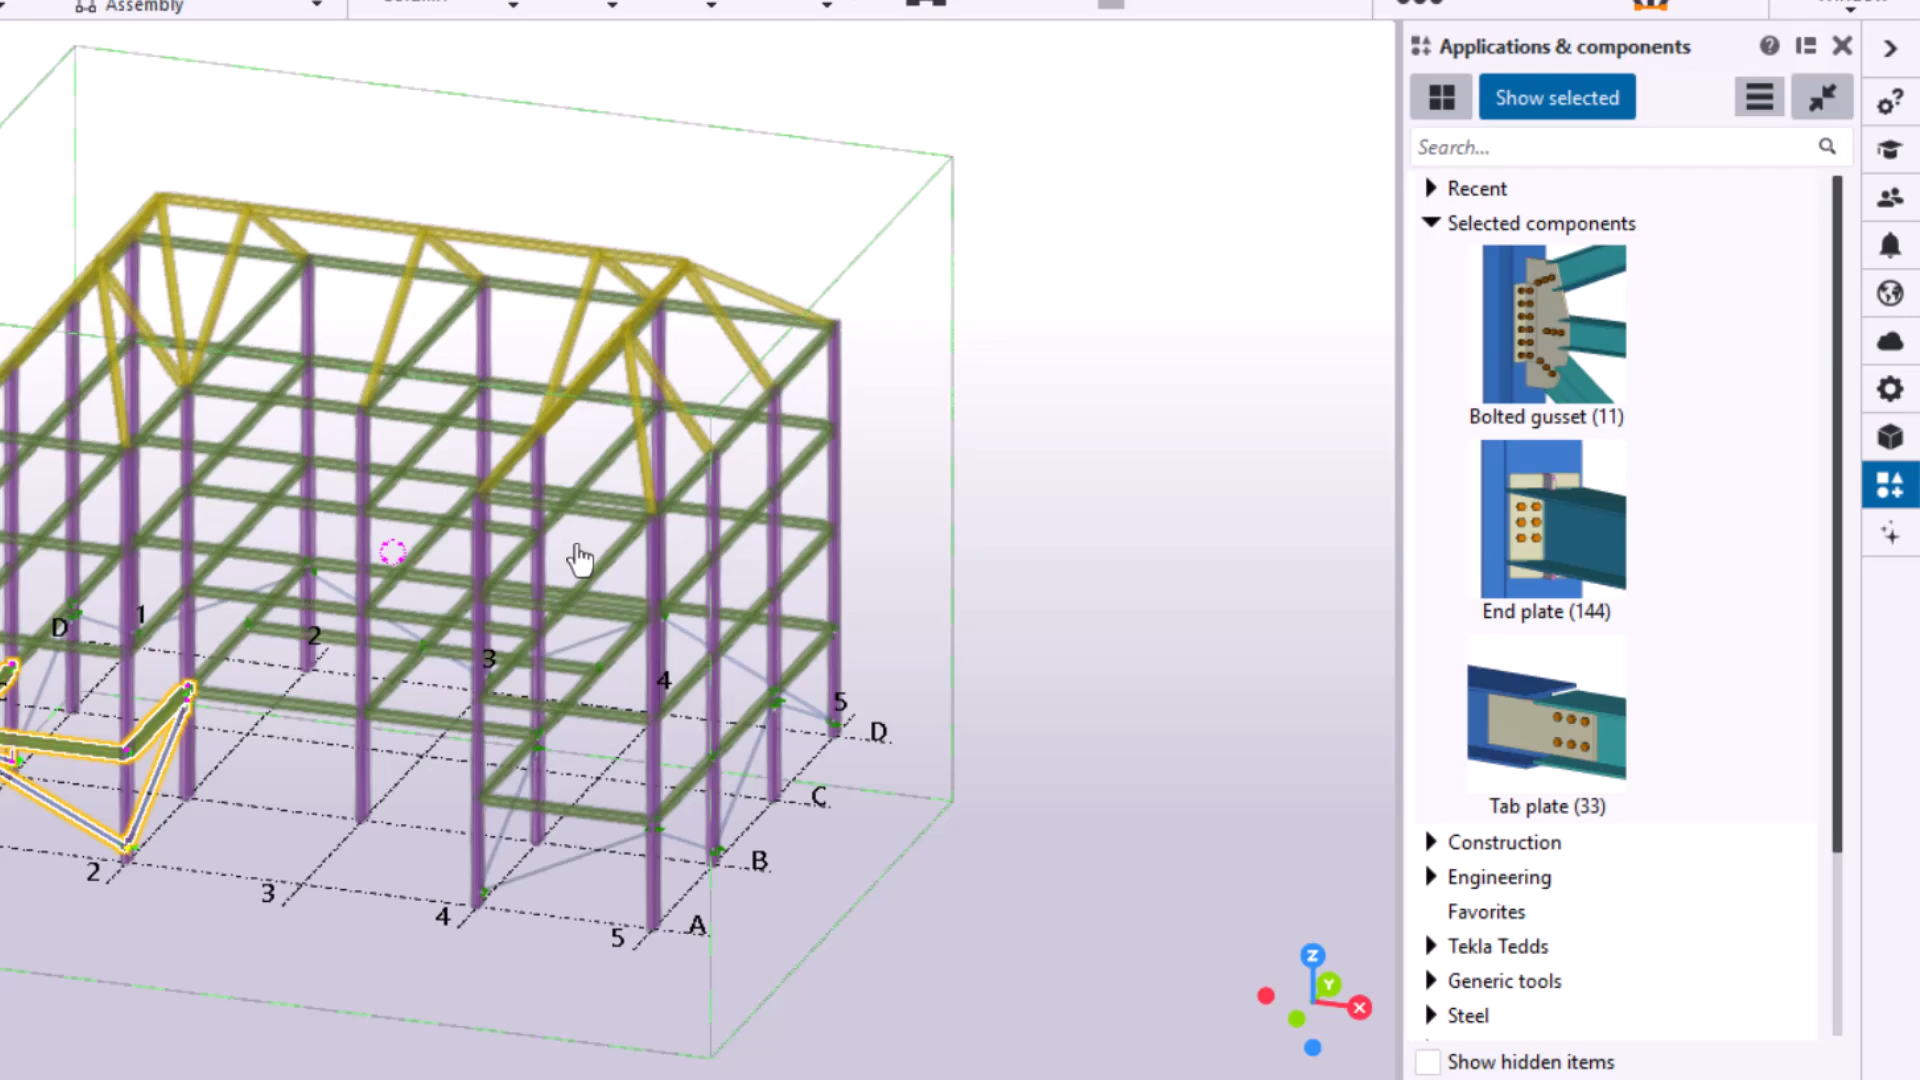 Assembly
Applications & components
Show selected
Search...
Recent
Selected components
Bolted gusset (11)
End plate (144)
Tab plate (33)
Construction
Engineering
Favorites
Tekla Tedds
Generic tools
Steel
Show hidden items
D
1
2
3
4
5
D
C
B
A
2
3
4
5
Z
Y
X